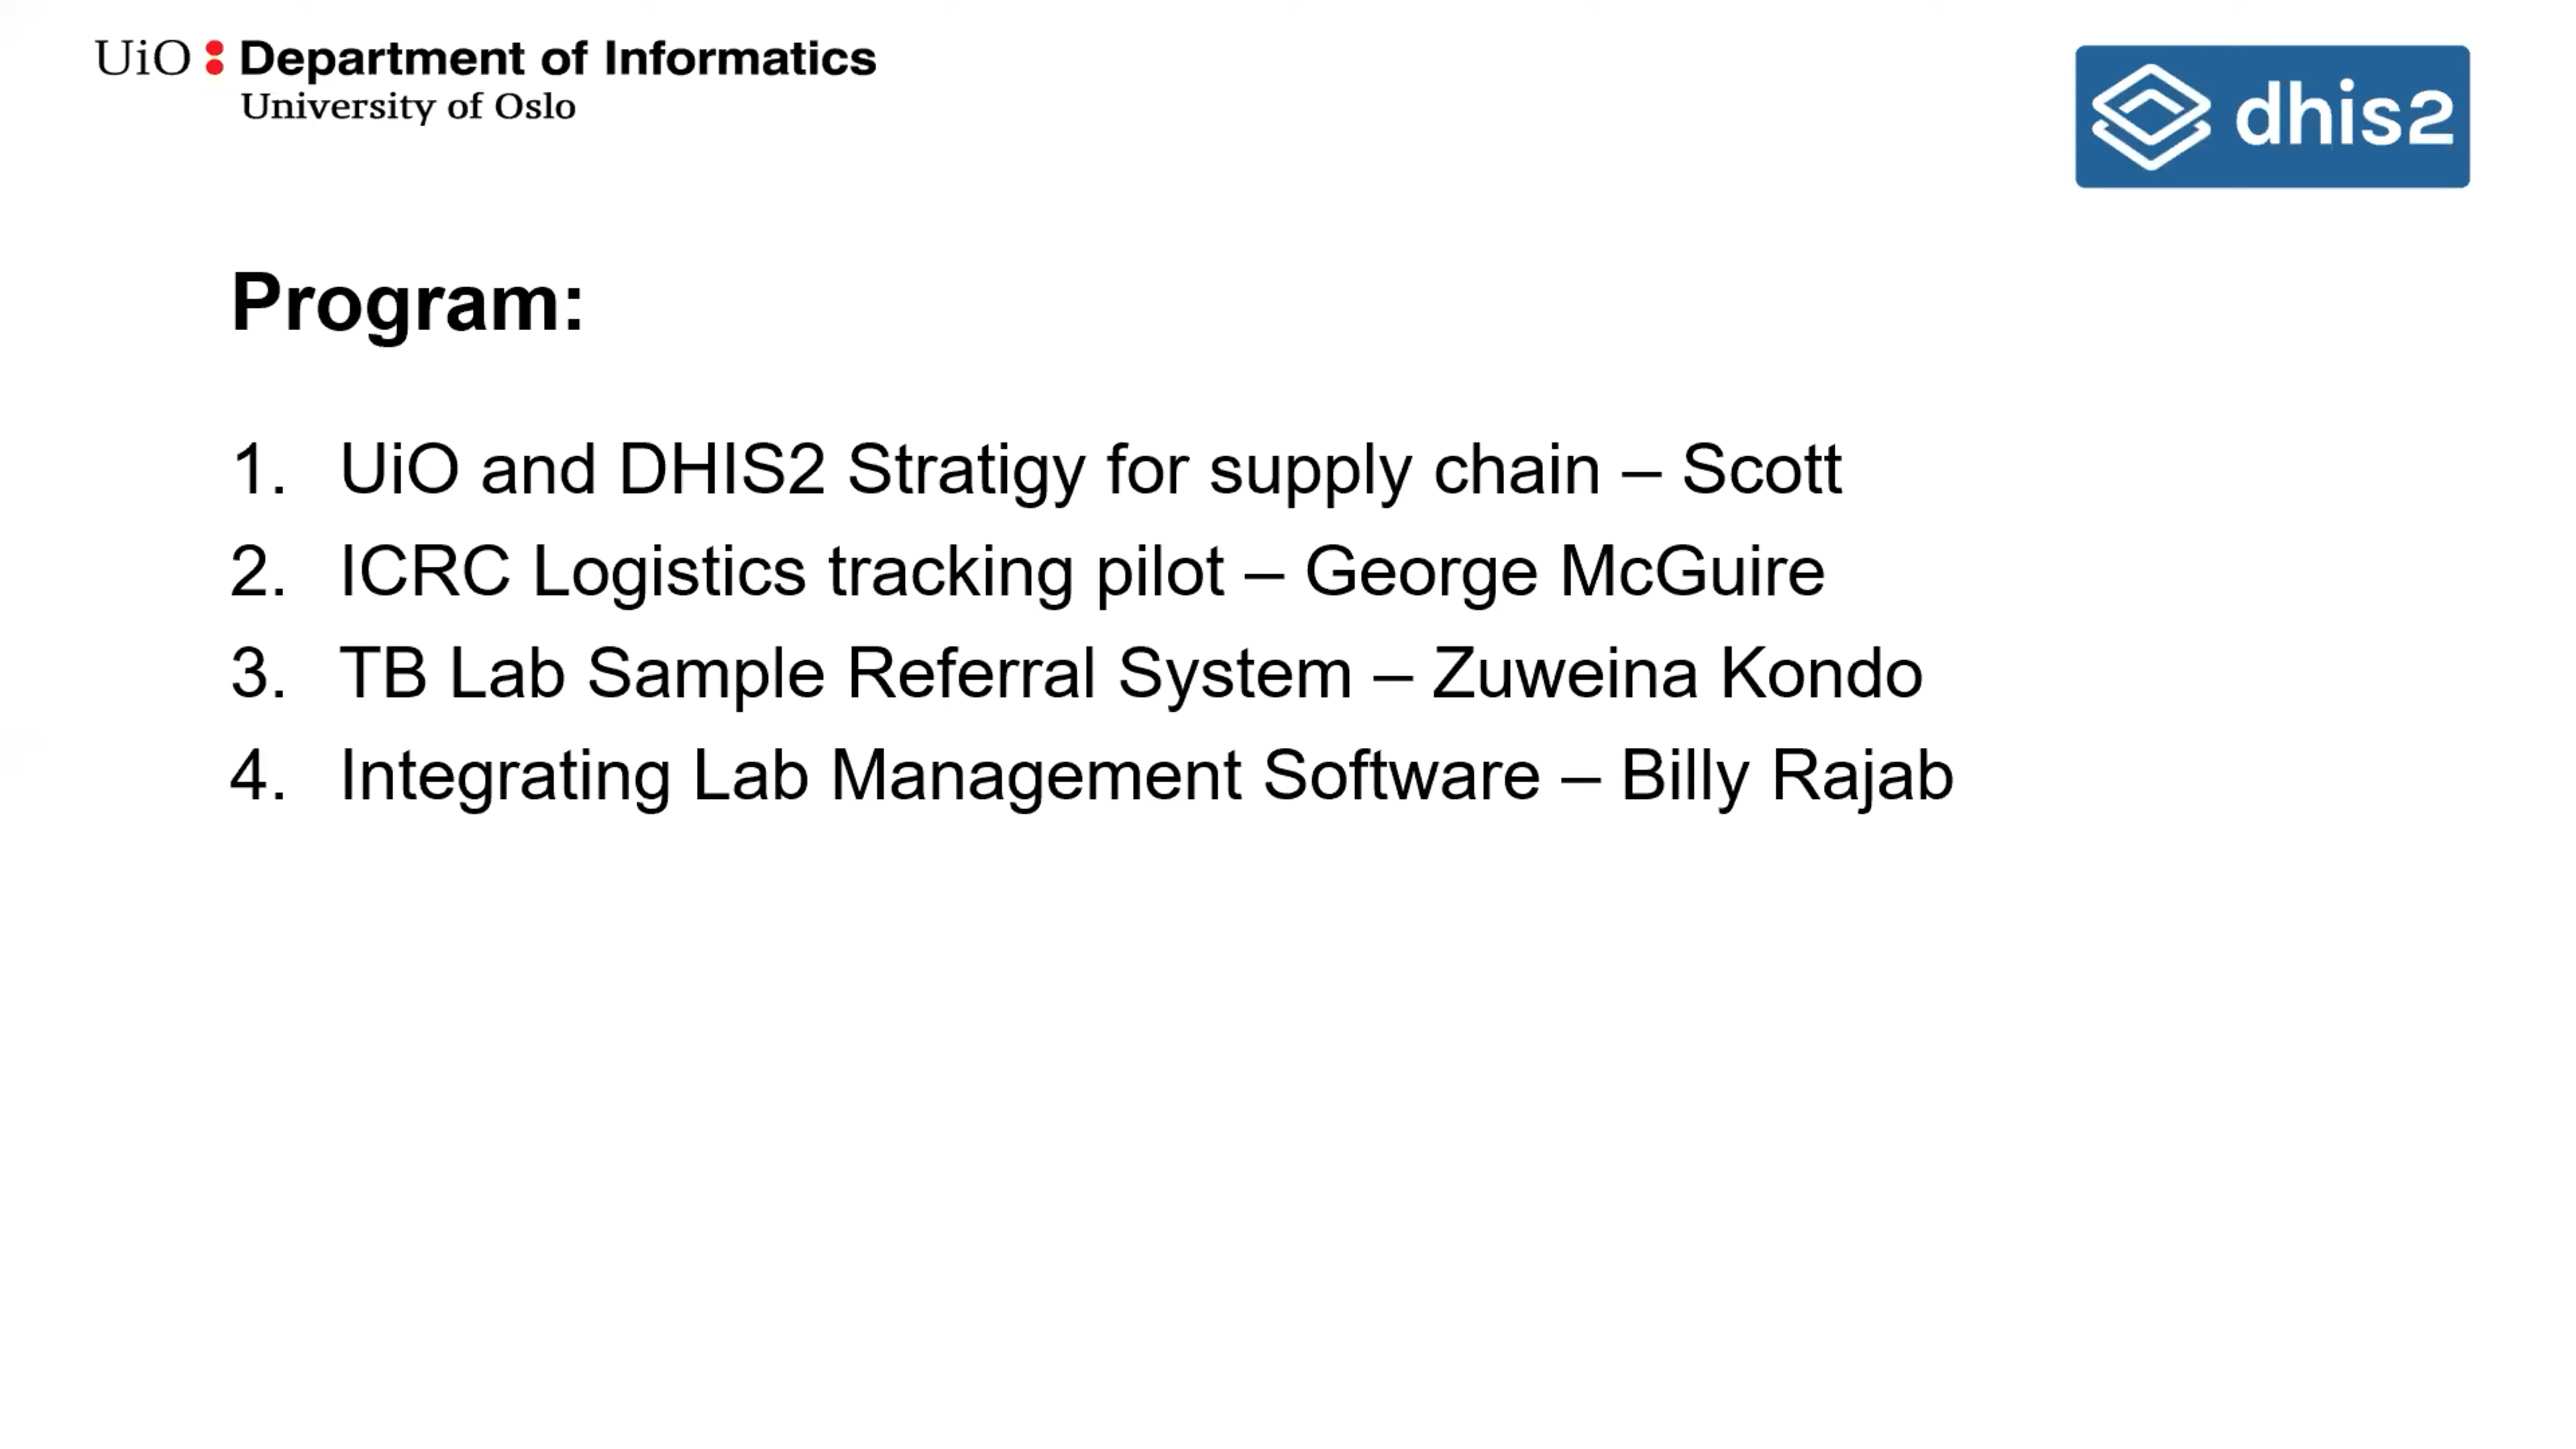 UiO : Department of Informatics
University of Oslo
dhis2
Program:
1. UiO and DHIS2 Stratigy for supply chain – Scott
2. ICRC Logistics tracking pilot – George McGuire
3. TB Lab Sample Referral System – Zuweina Kondo
4. Integrating Lab Management Software – Billy Rajab